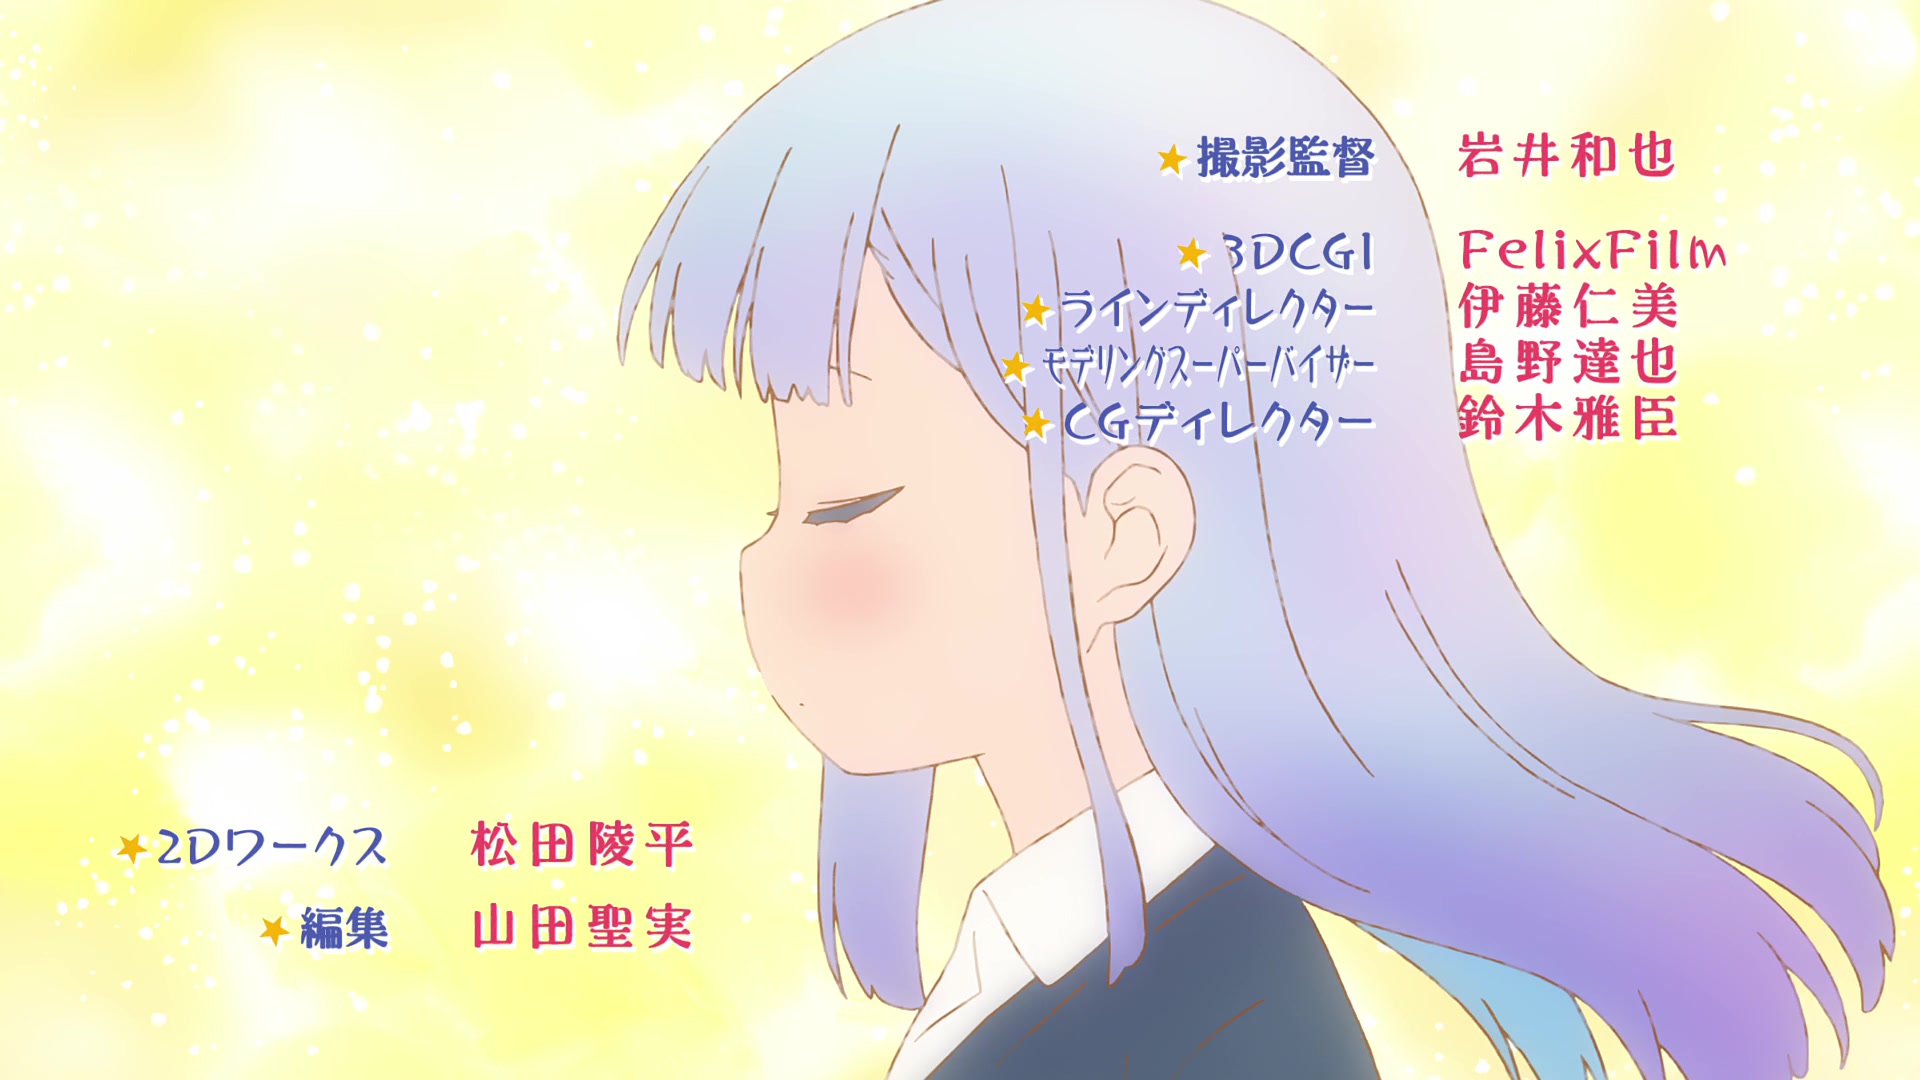 ★撮影監督 岩井和也
★3DCGI FelixFilm
★ラインディレクター 伊藤仁美
★モデリングスーパーバイザー 島野達也
★CGディレクター 鈴木雅臣
★2Dワークス 松田陵平
★編集 山田聖実